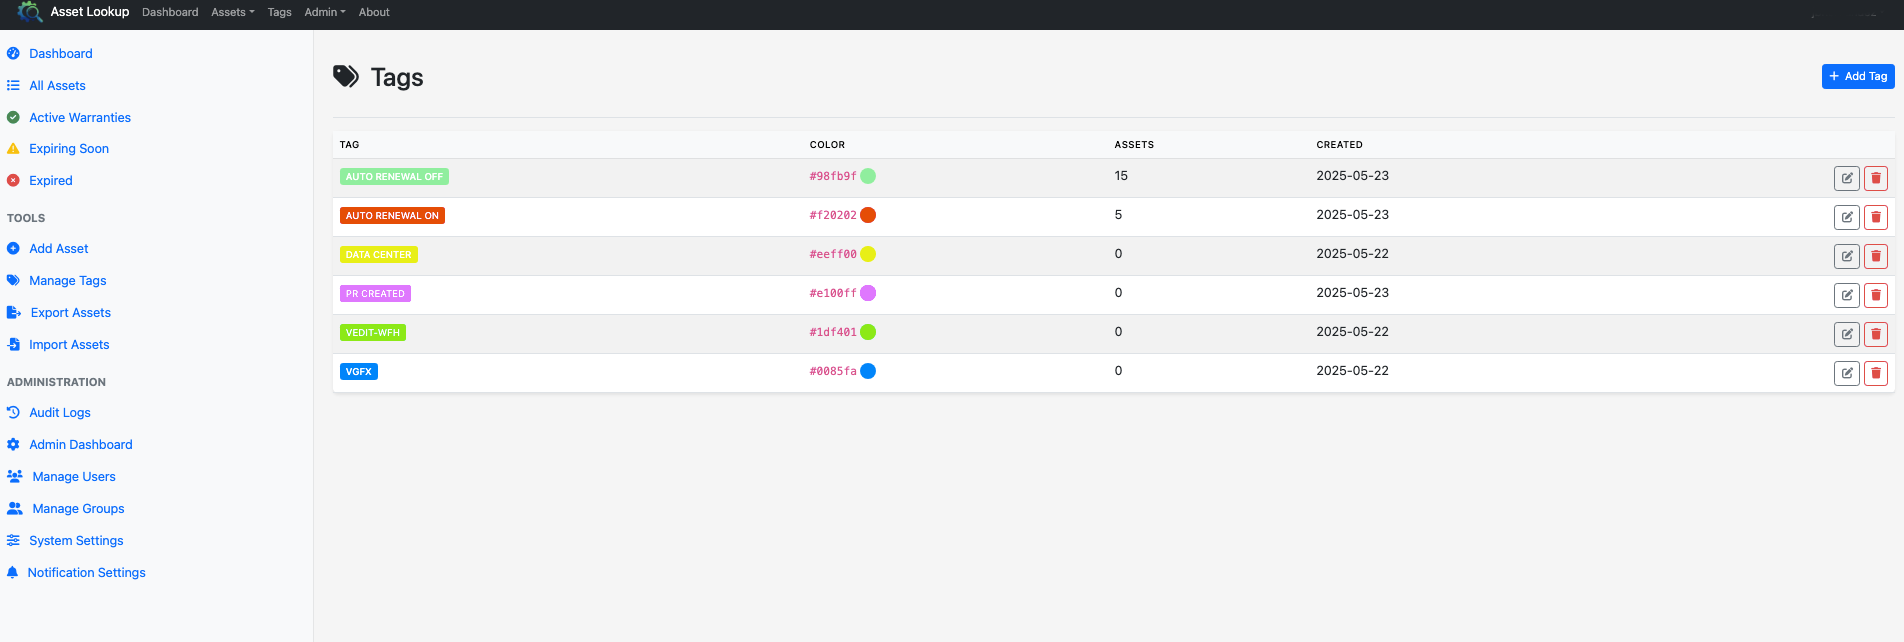 Asset Lookup Dashboard Assets Tags Admin About
Dashboard
All Assets
Active Warranties
Expiring Soon
Expired
TOOLS
Add Asset
Manage Tags
Export Assets
Import Assets
ADMINISTRATION
Audit Logs
Admin Dashboard
Manage Users
Manage Groups
System Settings
Notification Settings
Tags
+ Add Tag
TAG COLOR ASSETS CREATED
AUTO RENEWAL OFF #98fb9f 15 2025-05-23
AUTO RENEWAL ON #f20202 5 2025-05-23
DATA CENTER #eeff00 0 2025-05-22
PR CREATED #e100ff 0 2025-05-23
VEDIT-WFH #1df401 0 2025-05-22
VGFX #0085fa 0 2025-05-22